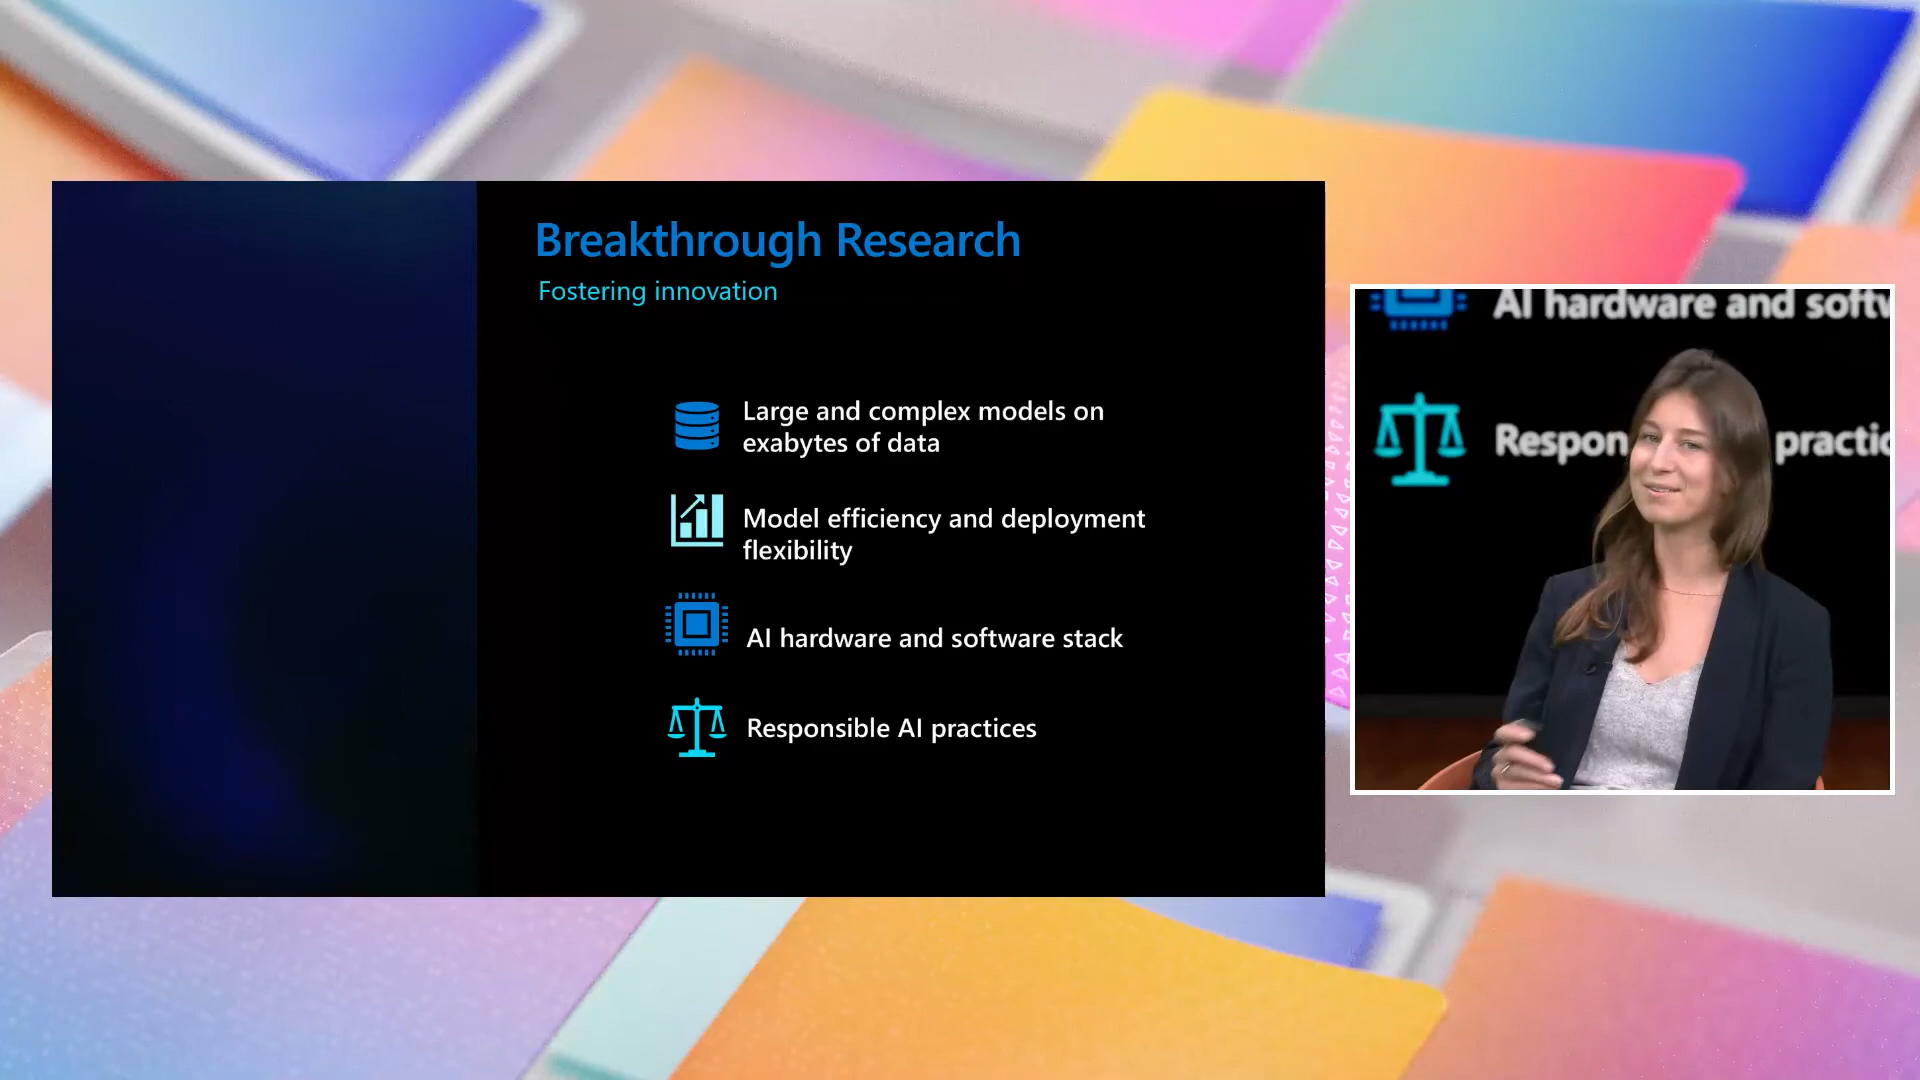 Breakthrough Research
Fostering innovation
Large and complex models on
exabytes of data
Model efficiency and deployment
flexibility
AI hardware and software stack
Responsible AI practices
AI hardware and softw
Respon practic